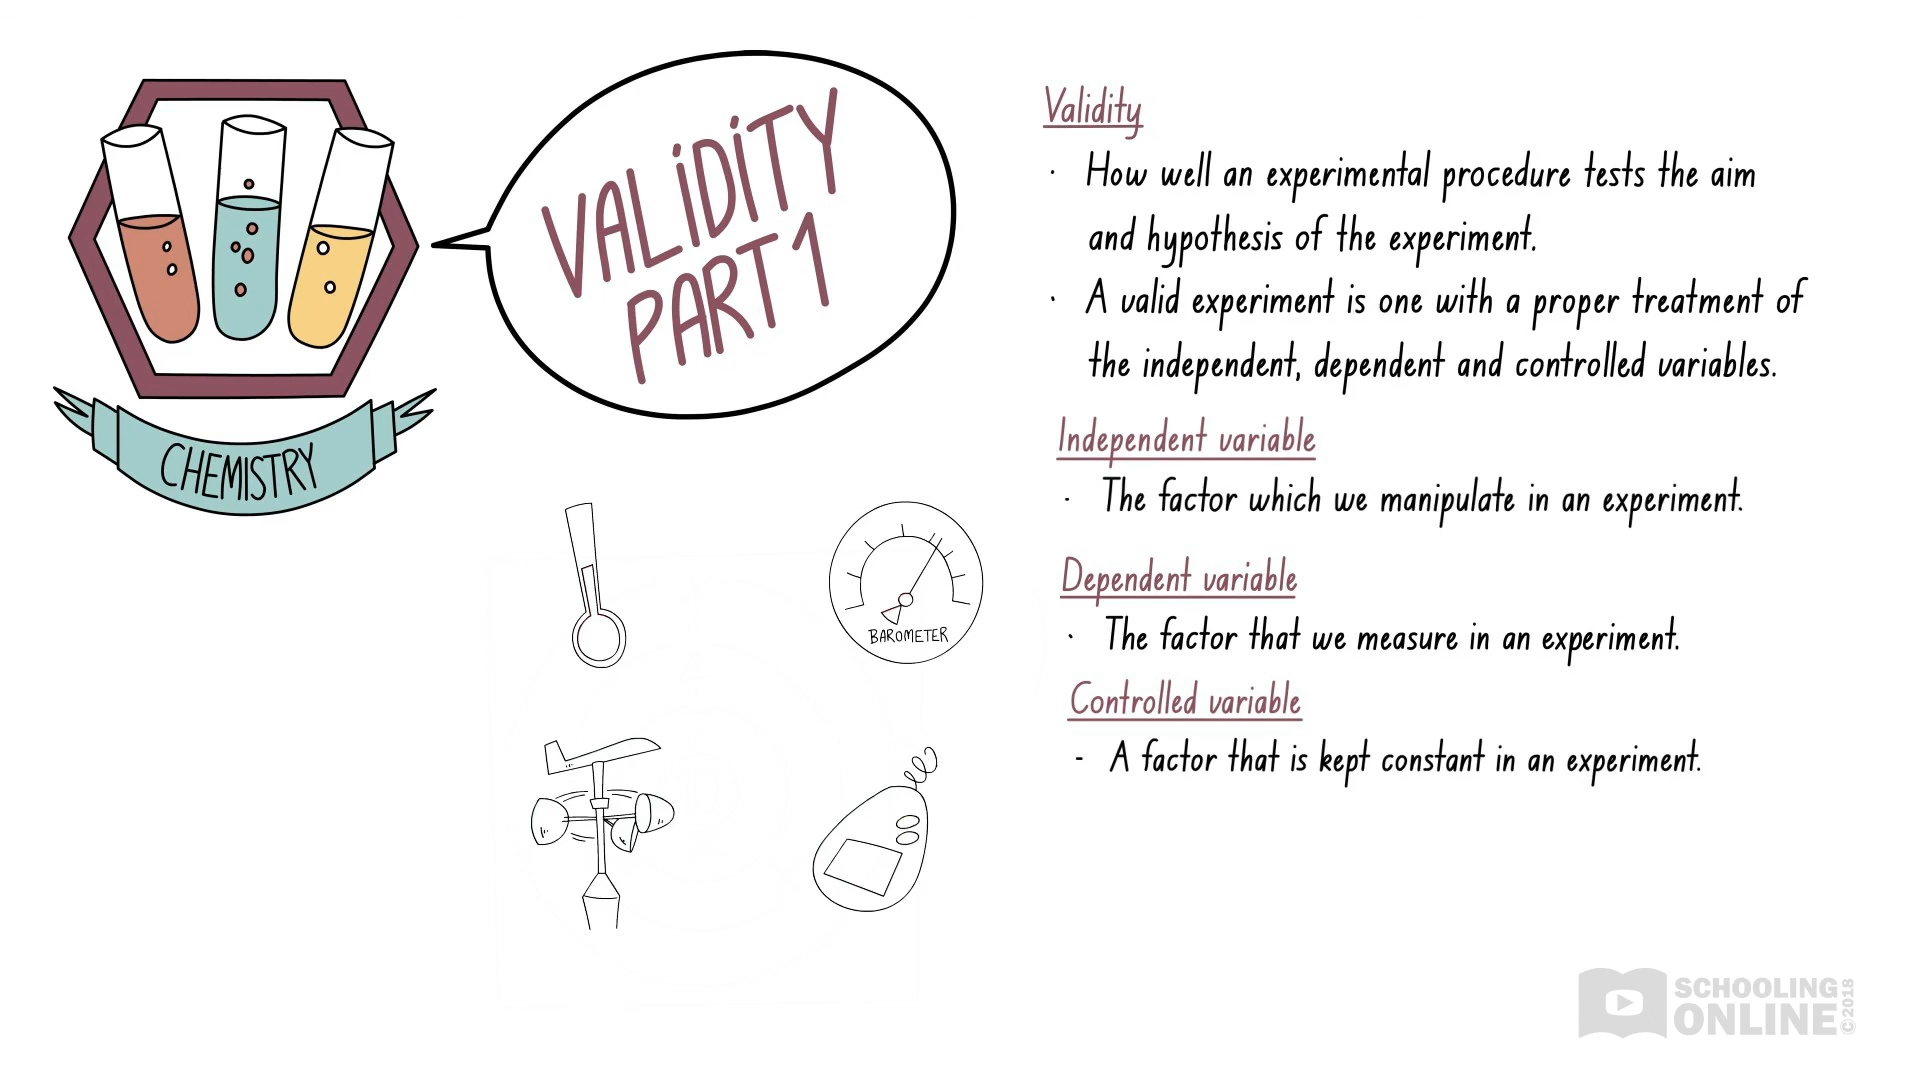 VALiDiTY
PART 1
CHEMISTRY
BAROMETER
Validity
· How well an experimental procedure tests the aim
and hypothesis of the experiment.
· A valid experiment is one with a proper treatment of
the independent, dependent and controlled variables.
Independent variable
· The factor which we manipulate in an experiment.
Dependent variable
· The factor that we measure in an experiment.
Controlled variable
- A factor that is kept constant in an experiment.
SCHOOLING
ONLINE
©2018